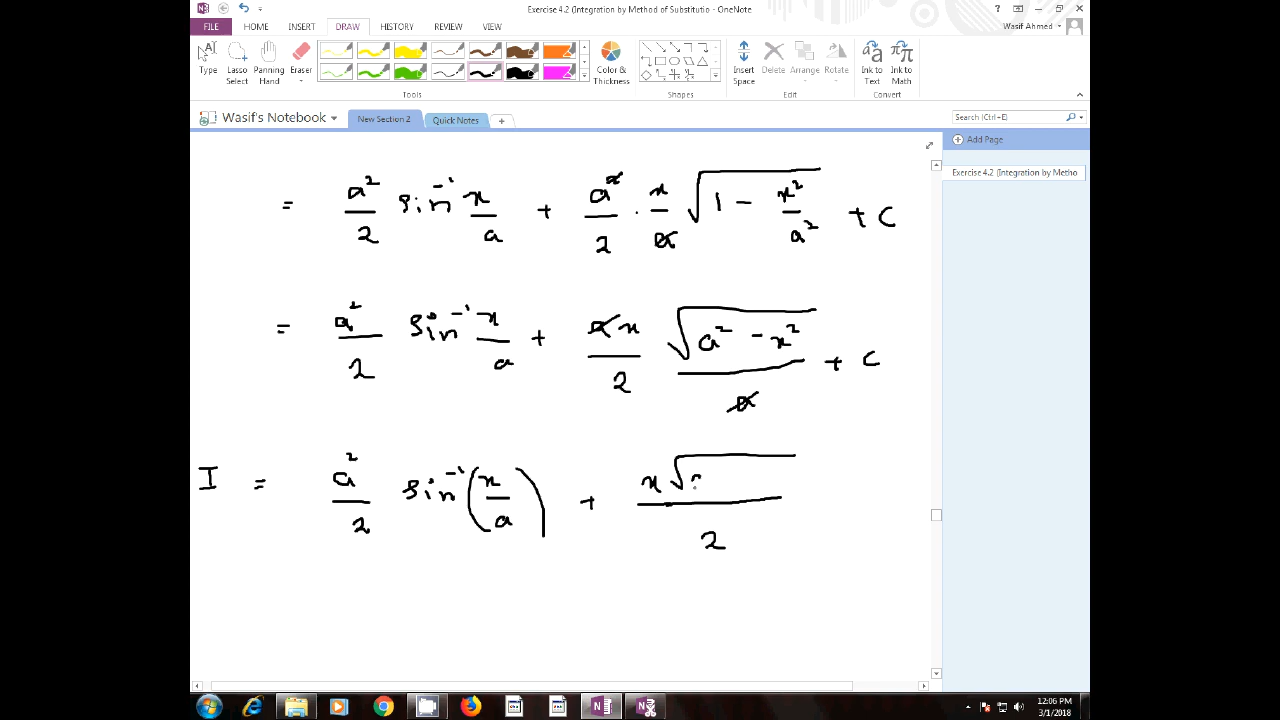 Exercise 4.2 (Integration by Method of Substitutio - OneNote
FILE HOME INSERT DRAW HISTORY REVIEW VIEW
Wasif Ahmed
Type Lasso Select Panning Hand Eraser Color & Thickness Insert Space Delete Arrange Rotate Ink to Text Ink to Math
Tools Shapes Edit Convert
Wasif's Notebook New Section 2 Quick Notes + Search (Ctrl+E)
Add Page
Exercise 4.2 (Integration by Metho
= a²/2 sin⁻¹ x/a + a²/2 · x/a √(1 − x²/a²) + C
= a²/2 sin⁻¹ x/a + ax/2 √(a² − x²)/a + C
I = a²/2 sin⁻¹(x/a) + x√ /2
12:06 PM
3/1/2018